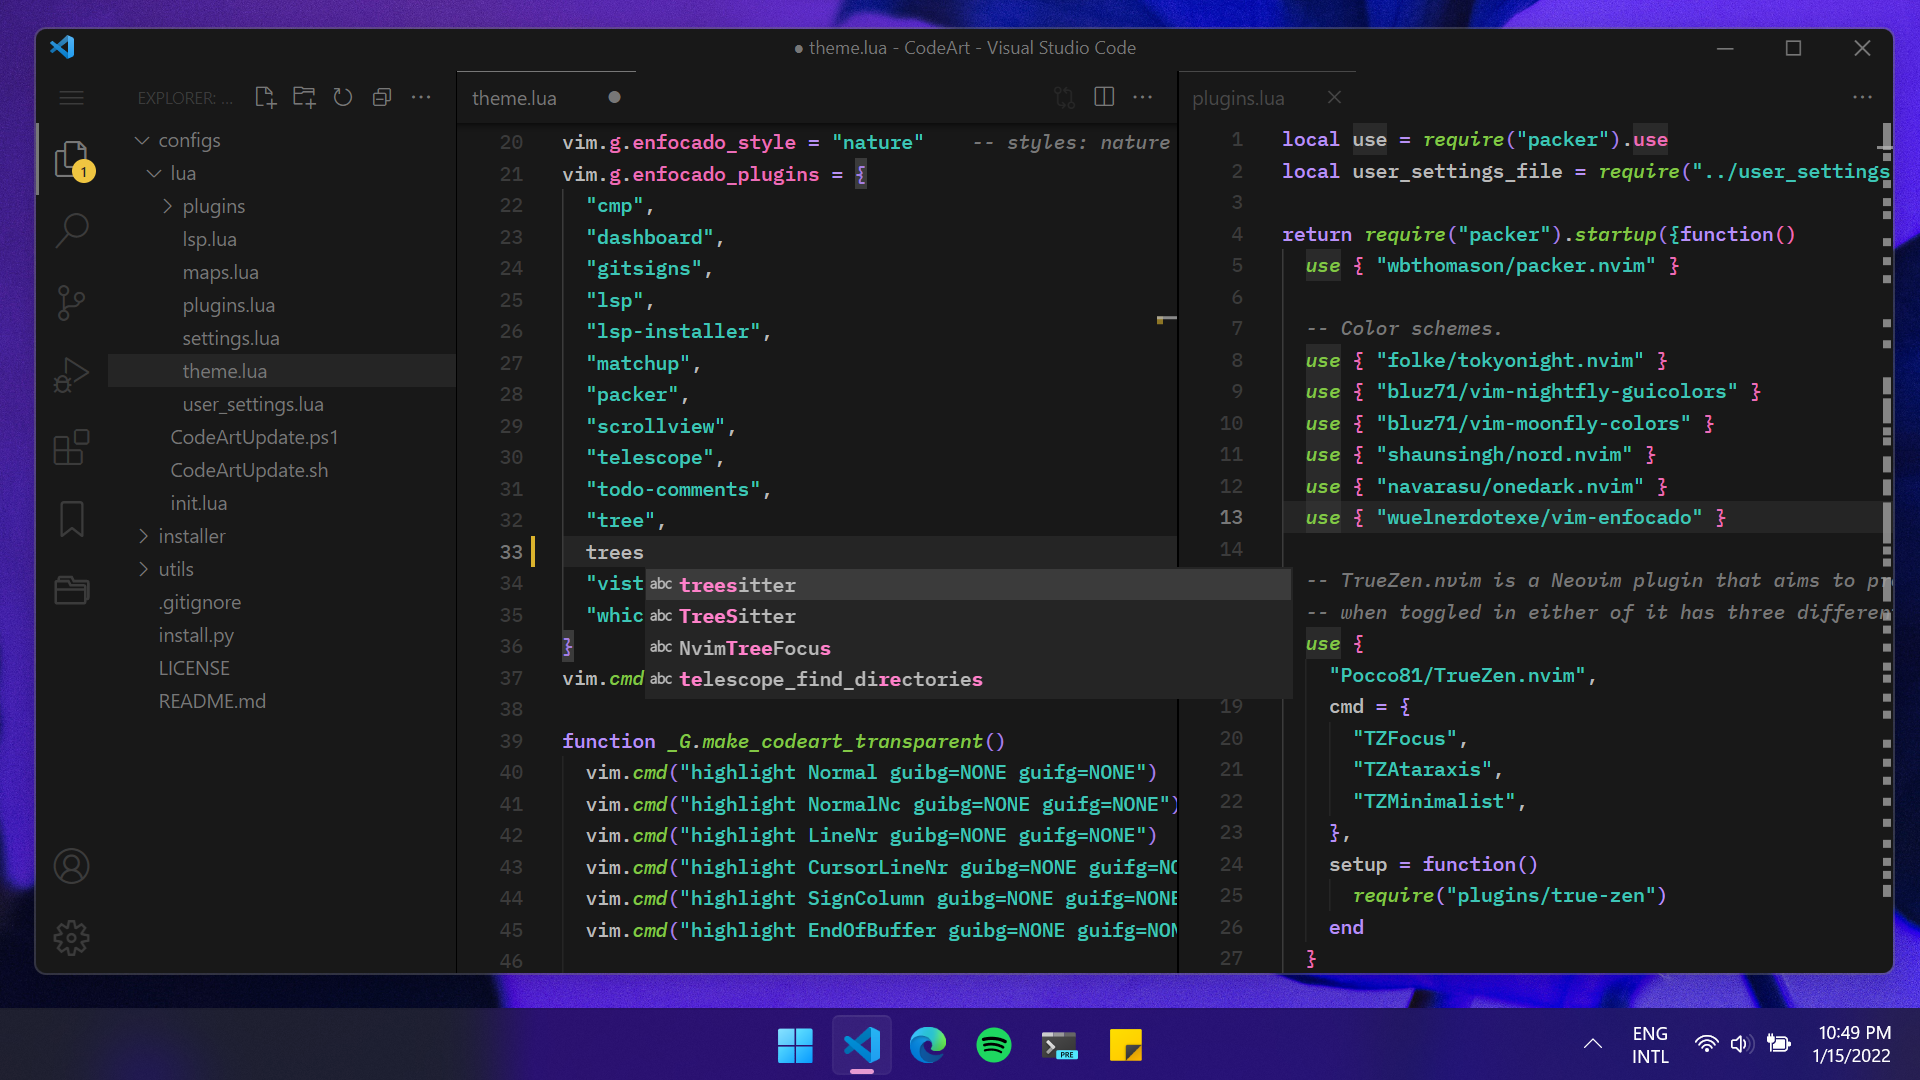 theme.lua - CodeArt - Visual Studio Code
EXPLORER: ...
configs
lua
plugins
lsp.lua
maps.lua
plugins.lua
settings.lua
theme.lua
user_settings.lua
CodeArtUpdate.ps1
CodeArtUpdate.sh
init.lua
installer
utils
.gitignore
install.py
LICENSE
README.md
1
theme.lua
20 vim.g.enfocado_style = "nature" -- styles: nature
21 vim.g.enfocado_plugins = {
22 "cmp",
23 "dashboard",
24 "gitsigns",
25 "lsp",
26 "lsp-installer",
27 "matchup",
28 "packer",
29 "scrollview",
30 "telescope",
31 "todo-comments",
32 "tree",
33 trees
34 "vist
35 "whic
36 }
37 vim.cmd
38
39 function _G.make_codeart_transparent()
40 vim.cmd("highlight Normal guibg=NONE guifg=NONE")
41 vim.cmd("highlight NormalNc guibg=NONE guifg=NONE")
42 vim.cmd("highlight LineNr guibg=NONE guifg=NONE")
43 vim.cmd("highlight CursorLineNr guibg=NONE guifg=NO
44 vim.cmd("highlight SignColumn guibg=NONE guifg=NONE
45 vim.cmd("highlight EndOfBuffer guibg=NONE guifg=NON
46
abc treesitter
abc TreeSitter
abc NvimTreeFocus
abc telescope_find_directories
plugins.lua
1 local use = require("packer").use
2 local user_settings_file = require("../user_settings
3
4 return require("packer").startup({function()
5 use { "wbthomason/packer.nvim" }
6
7 -- Color schemes.
8 use { "folke/tokyonight.nvim" }
9 use { "bluz71/vim-nightfly-guicolors" }
10 use { "bluz71/vim-moonfly-colors" }
11 use { "shaunsingh/nord.nvim" }
12 use { "navarasu/onedark.nvim" }
13 use { "wuelnerdotexe/vim-enfocado" }
14
-- TrueZen.nvim is a Neovim plugin that aims to pr
-- when toggled in either of it has three differen
use {
"Pocco81/TrueZen.nvim",
19 cmd = {
20 "TZFocus",
21 "TZAtaraxis",
22 "TZMinimalist",
23 },
24 setup = function()
25 require("plugins/true-zen")
26 end
27 }
PRE
ENG
INTL
10:49 PM
1/15/2022